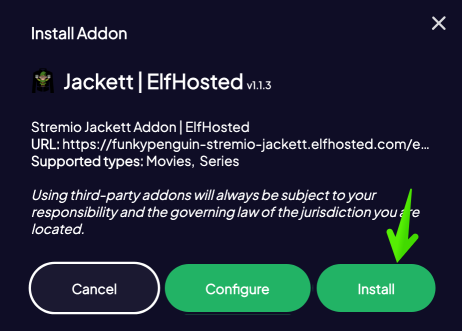 Install Addon
Jackett | ElfHosted v1.1.3
Stremio Jackett Addon | ElfHosted
URL: https://funkypenguin-stremio-jackett.elfhosted.com/e...
Supported types: Movies, Series
Using third-party addons will always be subject to your
responsibility and the governing law of the jurisdiction you are
located.
Cancel
Configure
Install